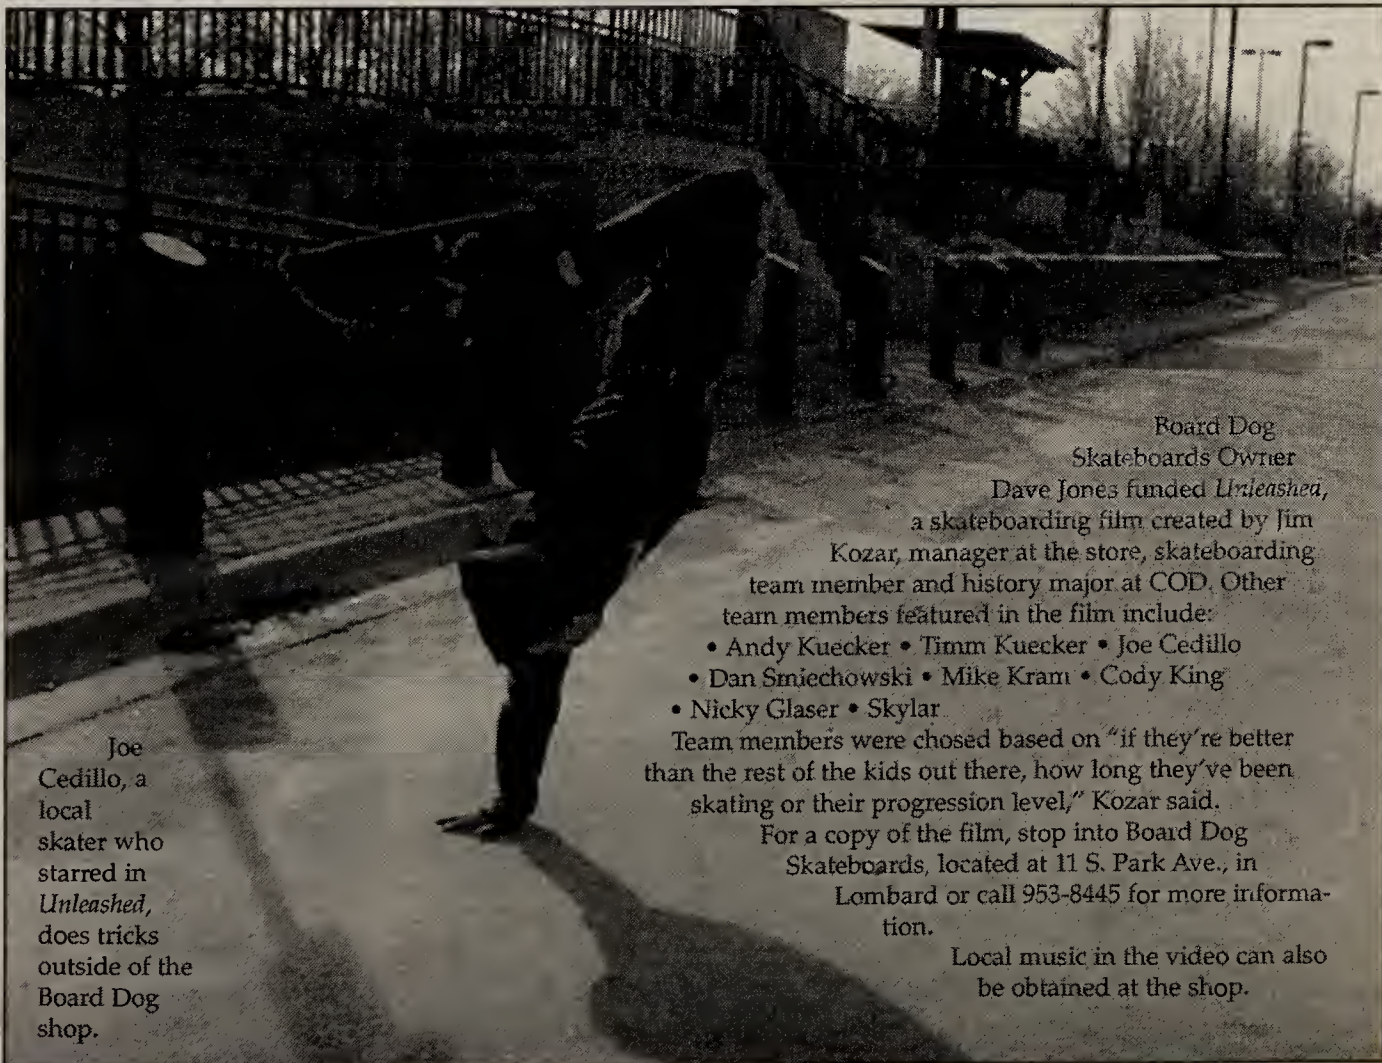 Board Dog
Skateboards Owner
Dave Jones funded Unleashed,
a skateboarding film created by Jim
Kozar, manager at the store, skateboarding
team member and history major at COD. Other
team members featured in the film include:
• Andy Kuecker • Timm Kuecker • Joe Cedillo
• Dan Smiechowski • Mike Kram • Cody King
• Nicky Glaser • Skylar
Team members were chosed based on "if they're better
than the rest of the kids out there, how long they've been
skating or their progression level," Kozar said.
For a copy of the film, stop into Board Dog
Skateboards, located at 11 S. Park Ave., in
Lombard or call 953-8445 for more informa-
tion.
Local music in the video can also
be obtained at the shop.
Joe
Cedillo, a
local
skater who
starred in
Unleashed,
does tricks
outside of the
Board Dog
shop.